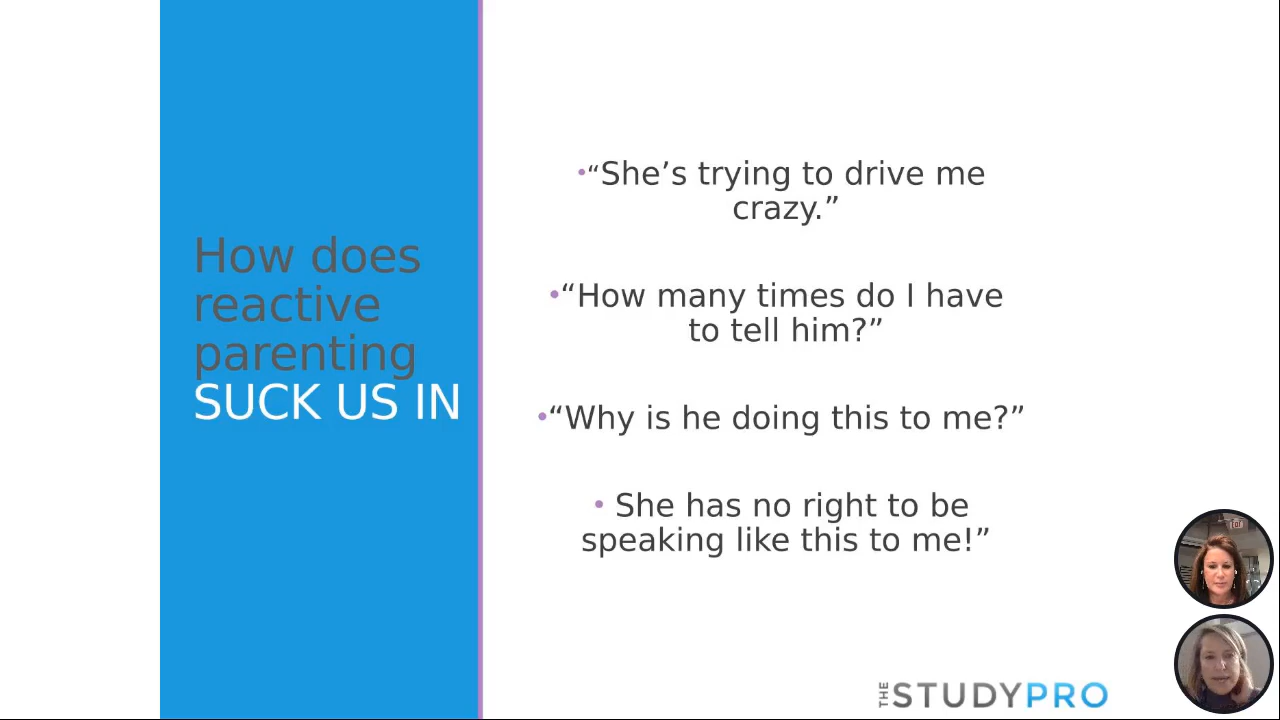 How does
reactive
parenting
SUCK US IN
•“She’s trying to drive me
crazy.”
•“How many times do I have
to tell him?”
•“Why is he doing this to me?”
• She has no right to be
speaking like this to me!”
THE STUDYPRO